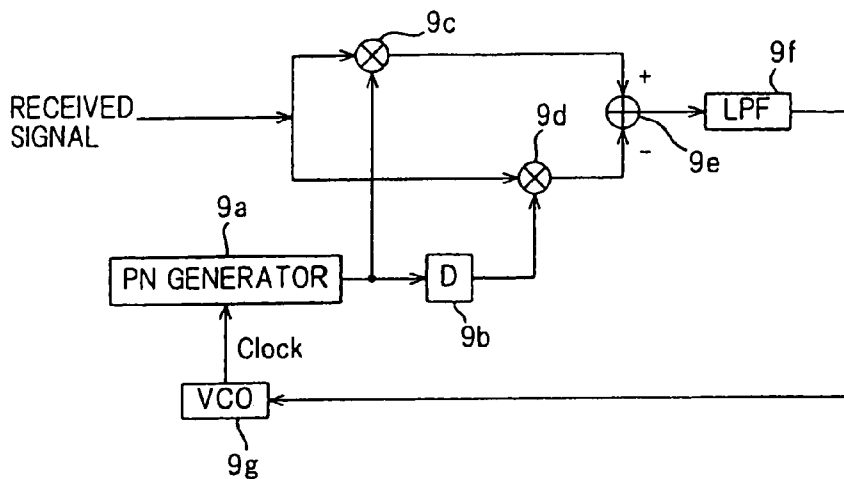 9c
9f
+
RECEIVED
SIGNAL
9d
LPF
-
9e
9a
PN GENERATOR
D
9b
Clock
VCO
9g